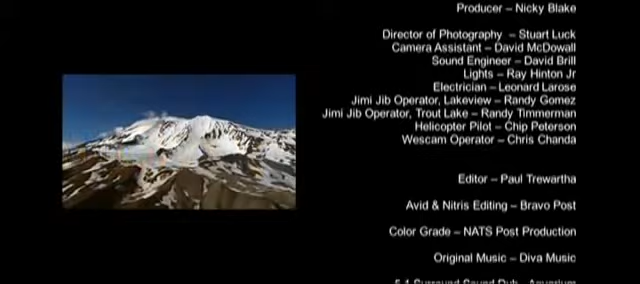 Producer – Nicky Blake
Director of Photography – Stuart Luck
Camera Assistant – David McDowall
Sound Engineer – David Brill
Lights – Ray Hinton Jr
Electrician – Leonard Larose
Jimi Jib Operator, Lakeview – Randy Gomez
Jimi Jib Operator, Trout Lake – Randy Timmerman
Helicopter Pilot – Chip Peterson
Wescam Operator – Chris Chanda
Editor – Paul Trewartha
Avid & Nitris Editing – Bravo Post
Color Grade – NATS Post Production
Original Music – Diva Music